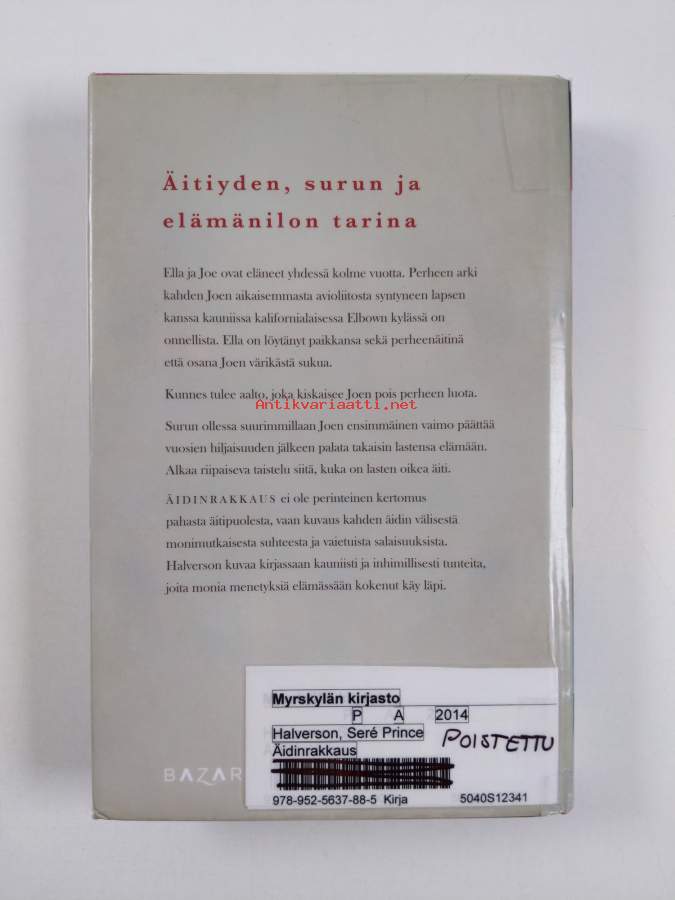 Äitiyden, surun ja
elämänilon tarina
Ella ja Joe ovat eläneet yhdessä kolme vuotta. Perheen arki
kahden Joen aikaisemmasta avioliitosta syntyneen lapsen
kanssa kauniissa kalifornialaisessa Elbown kylässä on
onnellista. Ella on löytänyt paikkansa sekä perheenäitinä
että osana Joen värikästä sukua.
Kunnes tulee aalto, joka kiskaisee Joen pois perheen luota.
Antikvariaatti.net
Surun ollessa suurimmillaan Joen ensimmäinen vaimo päättää
vuosien hiljaisuuden jälkeen palata takaisin lastensa elämään.
Alkaa riipaiseva taistelu siitä, kuka on lasten oikea äiti.
ÄIDINRAKKAUS ei ole perinteinen kertomus
pahasta äitipuolesta, vaan kuvaus kahden äidin välisestä
monimutkaisesta suhteesta ja vaietuista salaisuuksista.
Halverson kuvaa kirjassaan kauniisti ja inhimillisesti tunteita,
joita monia menetyksiä elämässään kokenut käy läpi.
Myrskylän kirjasto
P A 2014
Halverson, Seré Prince POISTETTU
Äidinrakkaus
BAZAR
978-952-5637-88-5 Kirja 5040S12341